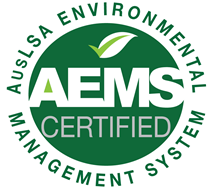 AusLSA ENVIRONMENTAL
AEMS
CERTIFIED
MANAGEMENT SYSTEM